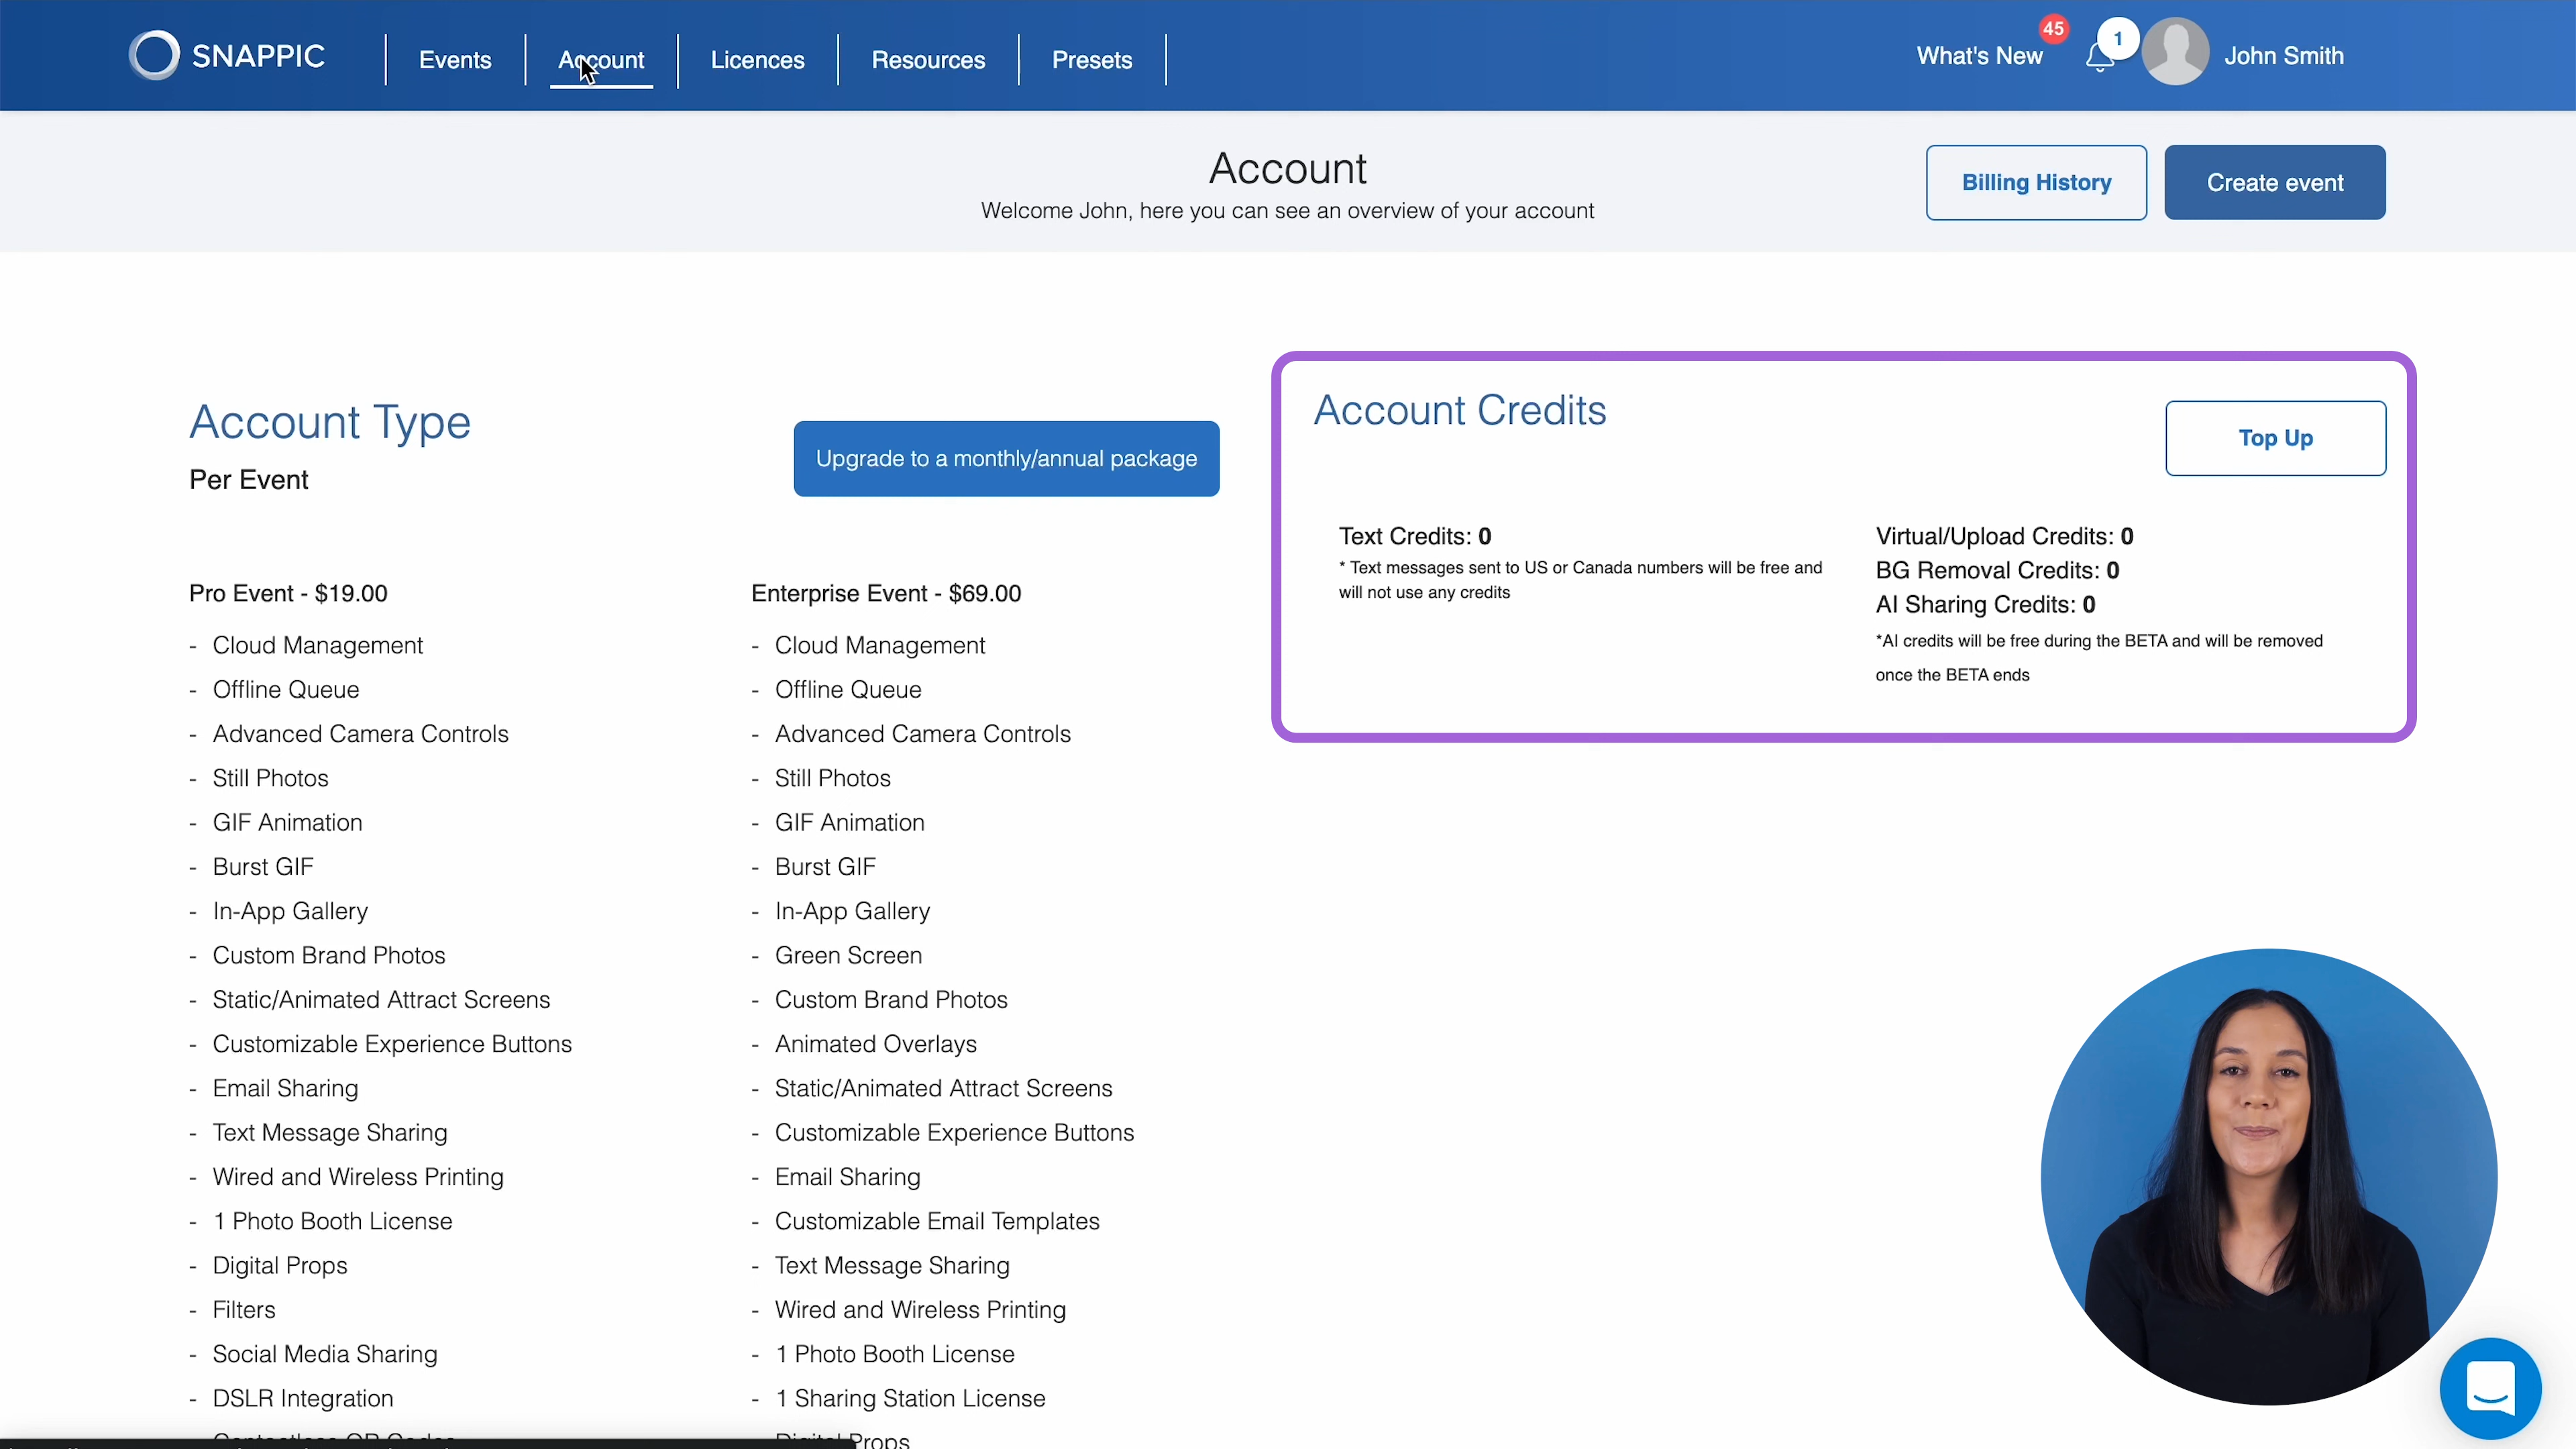 SNAPPIC
Events
Account
Licences
Resources
Presets
What's New
45
1
John Smith
Account
Welcome John, here you can see an overview of your account
Billing History
Create event
Account Type
Per Event
Upgrade to a monthly/annual package
Pro Event - $19.00
- Cloud Management
- Offline Queue
- Advanced Camera Controls
- Still Photos
- GIF Animation
- Burst GIF
- In-App Gallery
- Custom Brand Photos
- Static/Animated Attract Screens
- Customizable Experience Buttons
- Email Sharing
- Text Message Sharing
- Wired and Wireless Printing
- 1 Photo Booth License
- Digital Props
- Filters
- Social Media Sharing
- DSLR Integration
Enterprise Event - $69.00
- Cloud Management
- Offline Queue
- Advanced Camera Controls
- Still Photos
- GIF Animation
- Burst GIF
- In-App Gallery
- Green Screen
- Custom Brand Photos
- Animated Overlays
- Static/Animated Attract Screens
- Customizable Experience Buttons
- Email Sharing
- Customizable Email Templates
- Text Message Sharing
- Wired and Wireless Printing
- 1 Photo Booth License
- 1 Sharing Station License
Digital Props
Account Credits
Top Up
Text Credits: 0
* Text messages sent to US or Canada numbers will be free and
will not use any credits
Virtual/Upload Credits: 0
BG Removal Credits: 0
AI Sharing Credits: 0
*AI credits will be free during the BETA and will be removed
once the BETA ends